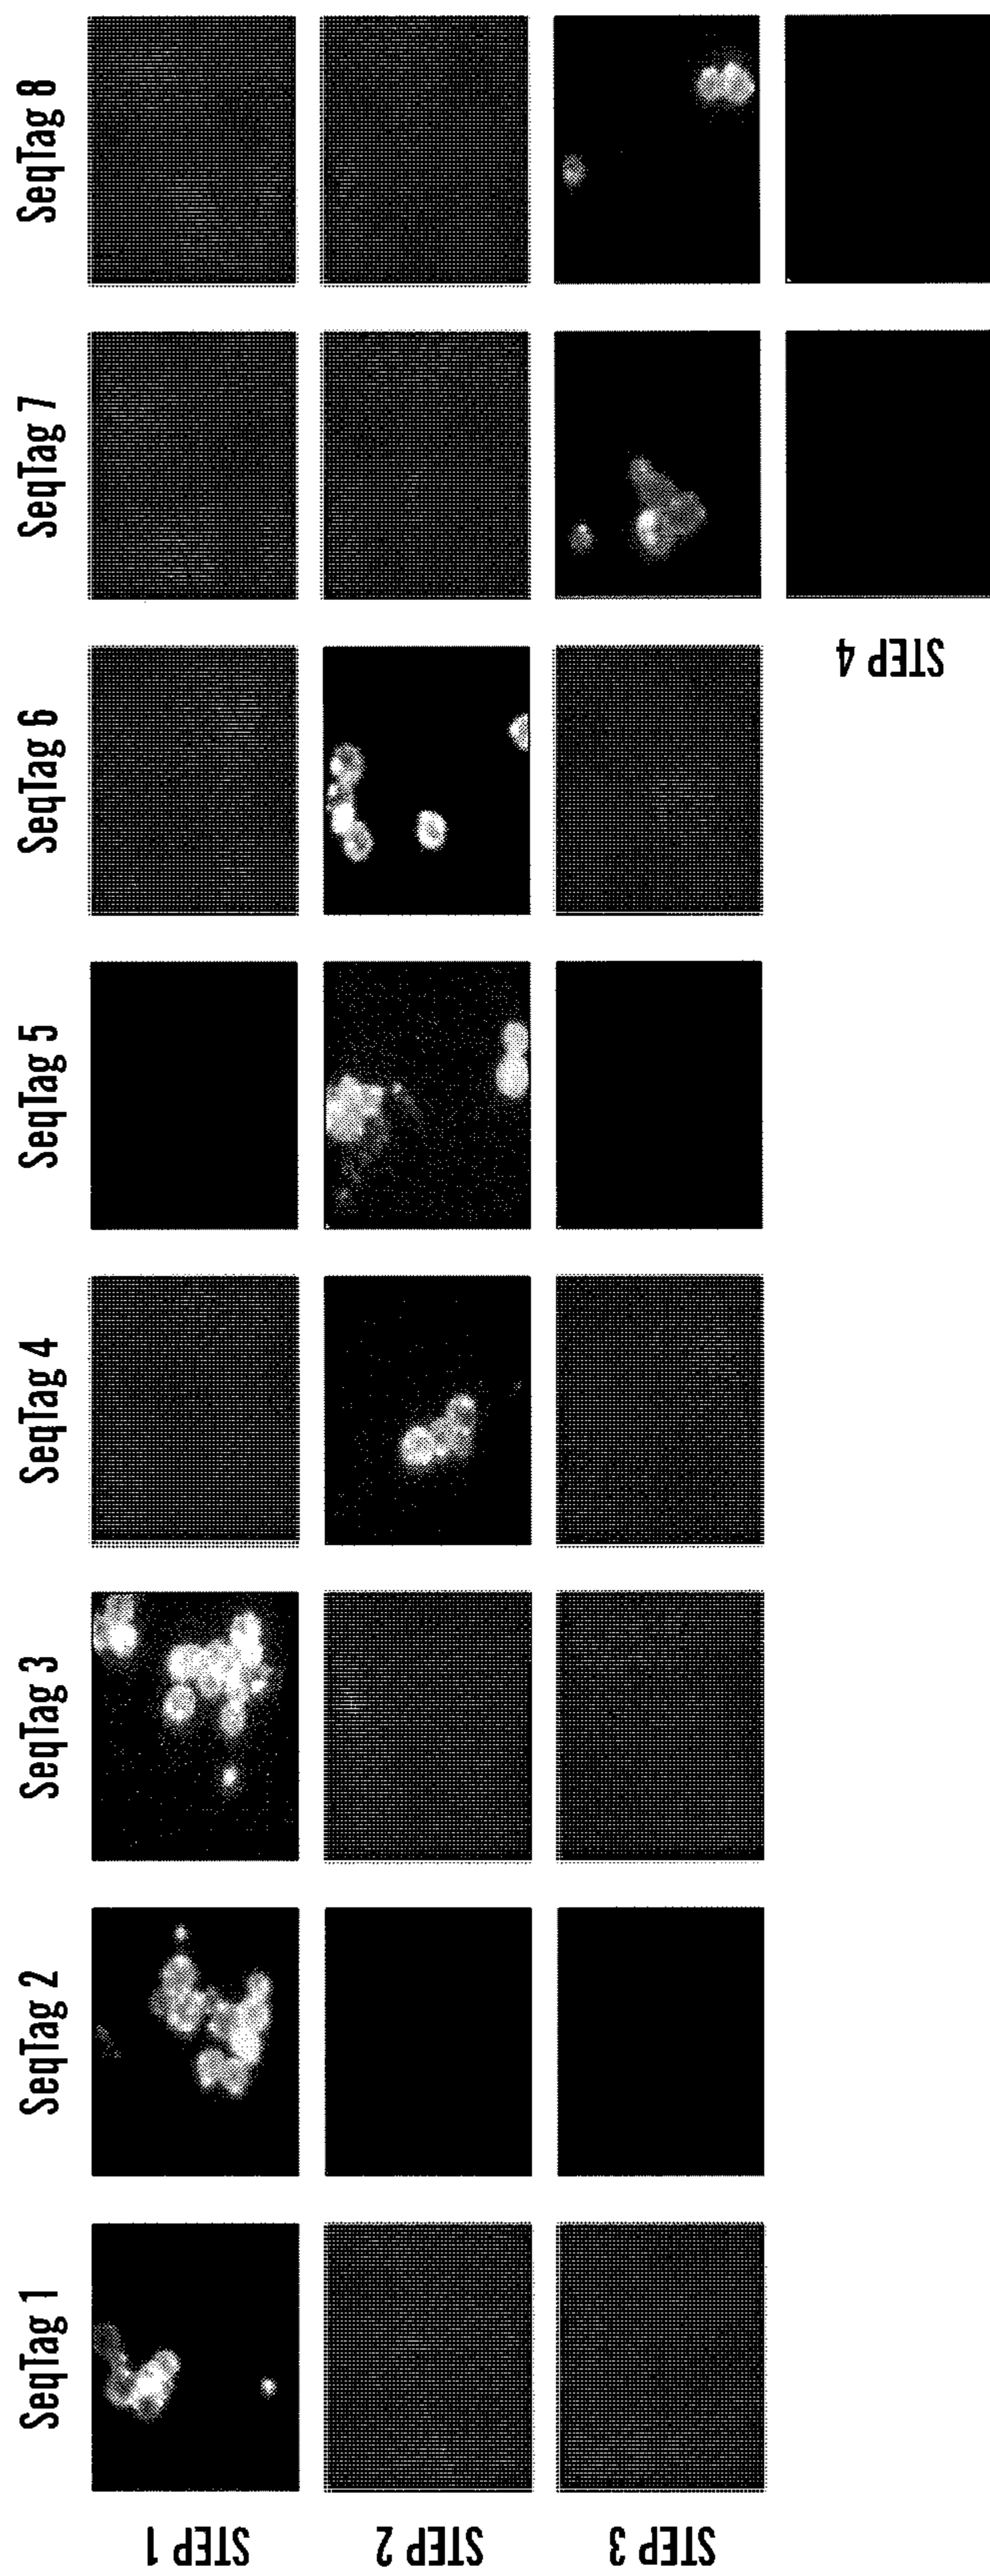 SeqTag 1
SeqTag 2
SeqTag 3
SeqTag 4
SeqTag 5
SeqTag 6
SeqTag 7
SeqTag 8
STEP 1
STEP 2
STEP 3
STEP 4